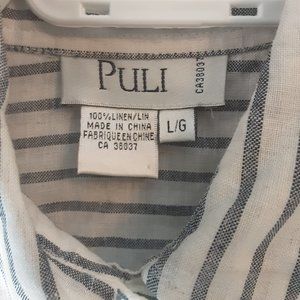 PULI
CA38037
100% LINEN/LIN
MADE IN CHINA
FABRIQUE EN CHINE
CA 38037
L/G